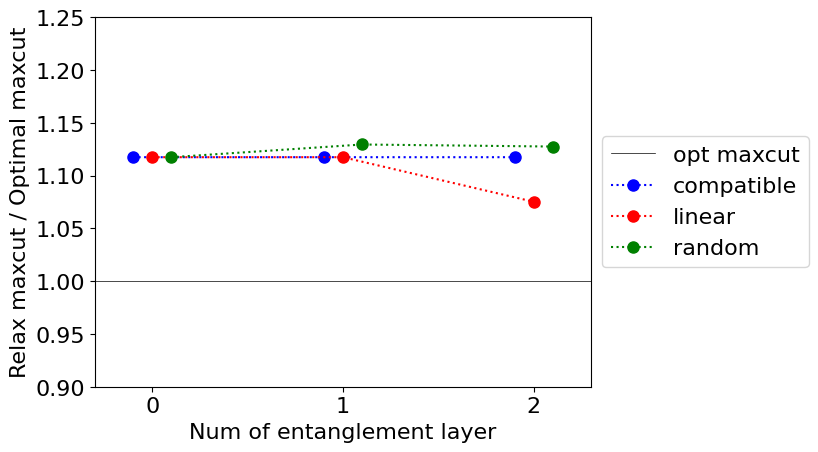 Relax maxcut / Optimal maxcut
1.25
1.20
1.15
1.10
1.05
1.00
0.95
0.90
0
1
2
Num of entanglement layer
opt maxcut
compatible
linear
random